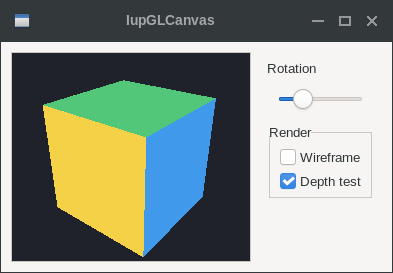 IupGLCanvas
Rotation
Render
Wireframe
Depth test